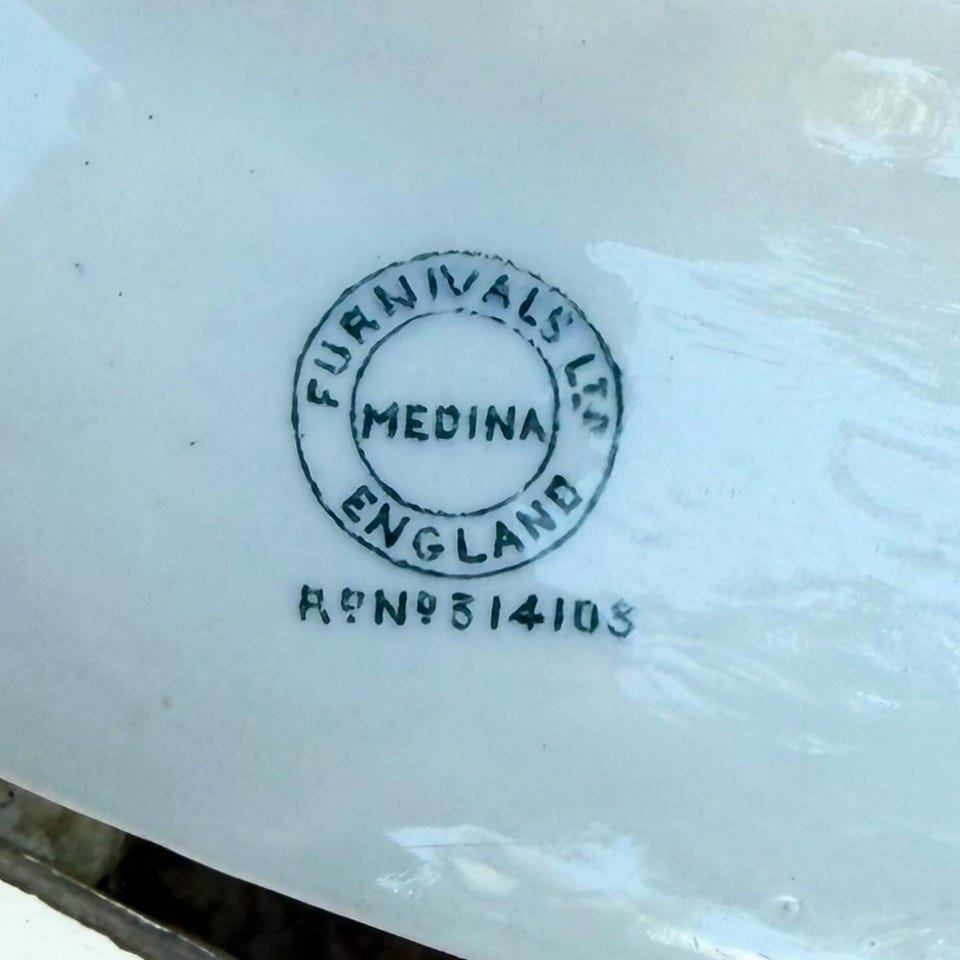 FURNIVALS LTD
MEDINA
ENGLAND
Rᴰ Nº 314103